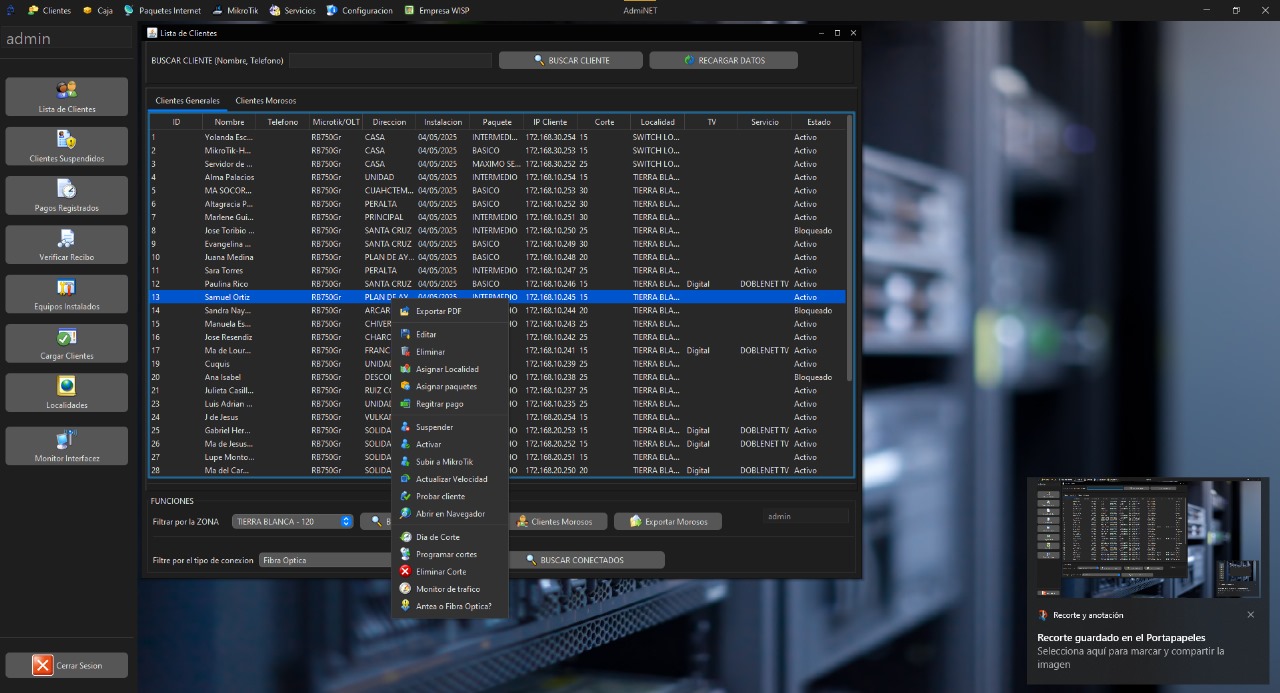 Clientes Caja Paquetes Internet MikroTik Servicios Configuracion Empresa WISP AdmiNET
admin
Lista de Clientes
Clientes Suspendidos
Pagos Registrados
Verificar Recibo
Equipos Instalados
Cargar Clientes
Localidades
Monitor Interfacez
Cerrar Sesion
Lista de Clientes
BUSCAR CLIENTE (Nombre, Telefono) BUSCAR CLIENTE RECARGAR DATOS
Clientes Generales Clientes Morosos
ID Nombre Telefono Microtik/OLT Direccion Instalacion Paquete IP Cliente Corte Localidad TV Servicio Estado
1 Yolanda Esc... RB750Gr CASA 04/05/2025 INTERMEDI... 172.168.30.254 15 SWITCH LO... Activo
2 MikroTik-H... RB750Gr CASA 04/05/2025 BASICO 172.168.30.253 15 SWITCH LO... Activo
3 Servidor de ... RB750Gr CASA 04/05/2025 MAXIMO SE... 172.168.30.252 25 SWITCH LO... Activo
4 Alma Palacios RB750Gr UNIDAD 04/05/2025 INTERMEDIO 172.168.10.254 15 TIERRA BLA... Activo
5 MA SOCOR... RB750Gr CUAHCTEM... 04/05/2025 BASICO 172.168.10.253 30 TIERRA BLA... Activo
6 Altagracia P... RB750Gr PERALTA 04/05/2025 BASICO 172.168.10.252 30 TIERRA BLA... Activo
7 Marlene Gui... RB750Gr PRINCIPAL 04/05/2025 INTERMEDIO 172.168.10.251 30 TIERRA BLA... Activo
8 Jose Toribio ... RB750Gr SANTA CRUZ 04/05/2025 INTERMEDIO 172.168.10.250 25 TIERRA BLA... Bloqueado
9 Evangelina ... RB750Gr SANTA CRUZ 04/05/2025 BASICO 172.168.10.249 30 TIERRA BLA... Activo
10 Juana Medina RB750Gr PLAN DE AY... 04/05/2025 BASICO 172.168.10.248 20 TIERRA BLA... Activo
11 Sara Torres RB750Gr PERALTA 04/05/2025 INTERMEDIO 172.168.10.247 25 TIERRA BLA... Activo
12 Paulina Rico RB750Gr SANTA CRUZ 04/05/2025 BASICO 172.168.10.246 25 TIERRA BLA... Digital DOBLENET TV Activo
13 Samuel Ortiz RB750Gr PLAN DE AY... 04/05/2025 INTERMEDIO 172.168.10.245 15 TIERRA BLA... Activo
14 Sandra Nay... RB750Gr ARCAR 172.168.10.244 20 TIERRA BLA... Bloqueado
15 Manuela Es... RB750Gr CHIVER 172.168.10.243 25 TIERRA BLA... Activo
16 Jose Resendiz RB750Gr CHARC 172.168.10.242 25 TIERRA BLA... Activo
17 Ma de Lour... RB750Gr FRANC 172.168.10.241 15 TIERRA BLA... Digital DOBLENET TV Activo
19 Cuquis RB750Gr UNIDAD 172.168.10.239 25 TIERRA BLA... Activo
20 Ana Isabel RB750Gr DESCO 172.168.10.238 25 TIERRA BLA... Bloqueado
21 Julieta Casill... RB750Gr RUIZ C 172.168.10.237 25 TIERRA BLA... Activo
23 Luis Adrian ... RB750Gr UNIDAD 172.168.10.235 25 TIERRA BLA... Activo
24 J de Jesus RB750Gr VULKA 172.168.20.254 15 TIERRA BLA... Activo
25 Gabriel Her... RB750Gr SOLIDA 172.168.20.253 15 TIERRA BLA... Digital DOBLENET TV Activo
26 Ma de Jesus... RB750Gr SOLIDA 172.168.20.252 15 TIERRA BLA... Digital DOBLENET TV Activo
27 Lupe Monto... RB750Gr SOLIDA 172.168.20.251 15 TIERRA BLA... Activo
28 Ma del Car... RB750Gr SOLIDA 172.168.20.250 20 TIERRA BLA... Digital DOBLENET TV Activo
Exportar PDF
Editar
Eliminar
Asignar Localidad
Asignar paquetes
Regitrar pago
Suspender
Activar
Subir a MikroTik
Actualizar Velocidad
Probar cliente
Abrir en Navegador
Dia de Corte
Programar cortes
Eliminar Corte
Monitor de trafico
Antea o Fibra Optica?
FUNCIONES
Filtrar por la ZONA TIERRA BLANCA - 120 Clientes Morosos Exportar Morosos admin
Filtre por el tipo de conexion Fibra Optica BUSCAR CONECTADOS
Recorte y anotación
Recorte guardado en el Portapapeles
Selecciona aquí para marcar y compartir la
imagen